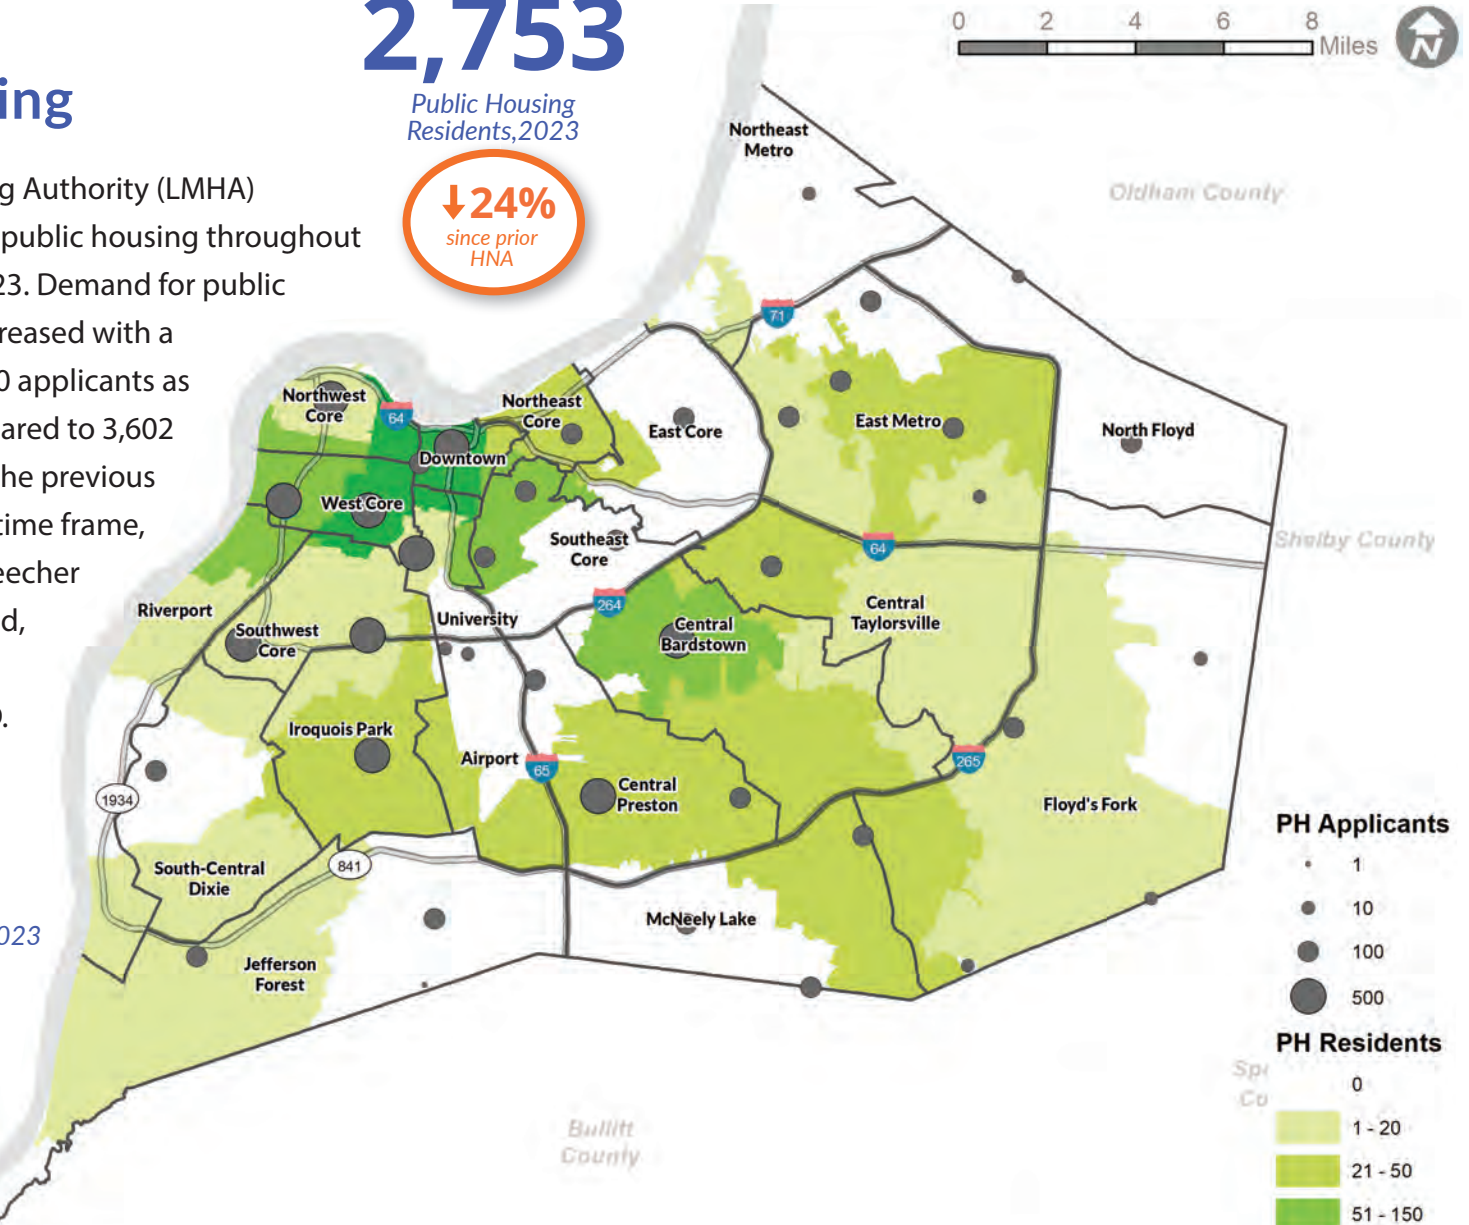 2,753
Public Housing
Residents,2023
↓24%
since prior
HNA
ing
g Authority (LMHA)
public housing throughout
23. Demand for public
reased with a
0 applicants as
ared to 3,602
he previous
time frame,
eecher
d,
).
023
0 2 4 6 8
Miles
N
Northeast
Metro
Oldham County
71
Northwest
Core
64
Northeast
Core
East Core
East Metro
North Floyd
Downtown
West Core
Southeast
Core
64
Shelby County
264
Riverport
University
Central
Taylorsville
Southwest
Core
Central
Bardstown
Iroquois Park
Airport
65
265
Central
Preston
Floyd's Fork
1934
841
South-Central
Dixie
McNeely Lake
Jefferson
Forest
Bullitt
County
Sp
Co
PH Applicants
1
10
100
500
PH Residents
0
1 - 20
21 - 50
51 - 150